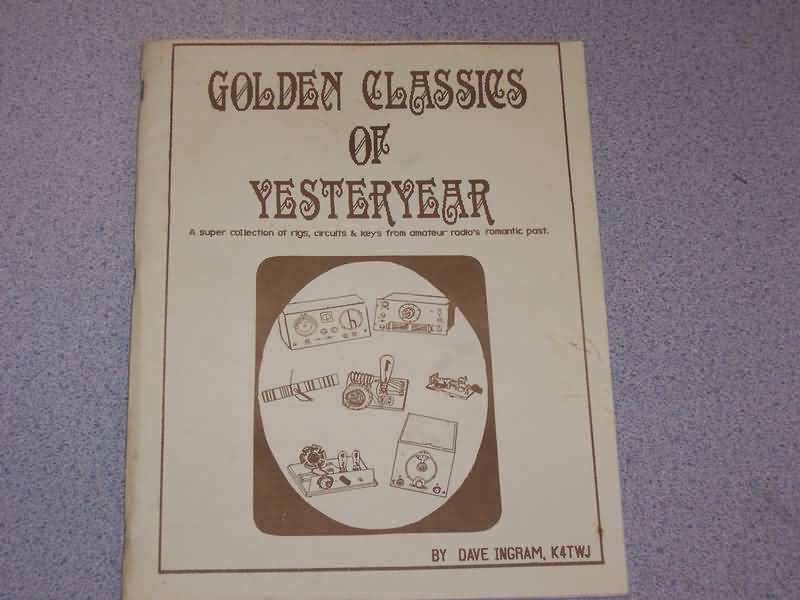 GOLDEN CLASSICS
OF
YESTERYEAR
A super collection of rigs, circuits & keys from amateur radio's romantic past.
BY DAVE INGRAM, K4TWJ